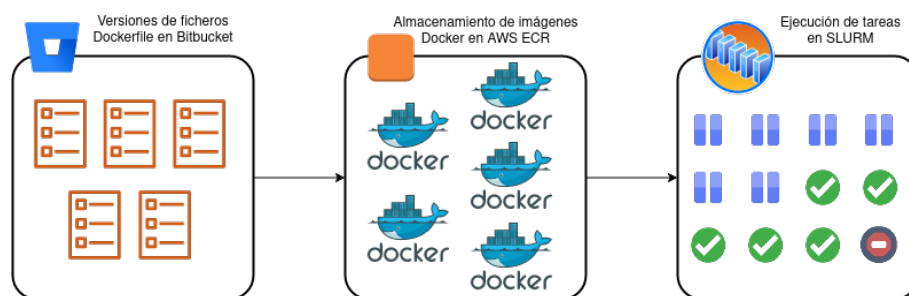 Versiones de ficheros
Dockerfile en Bitbucket
Almacenamiento de imágenes
Docker en AWS ECR
Ejecución de tareas
en SLURM
docker
docker
docker
docker
docker